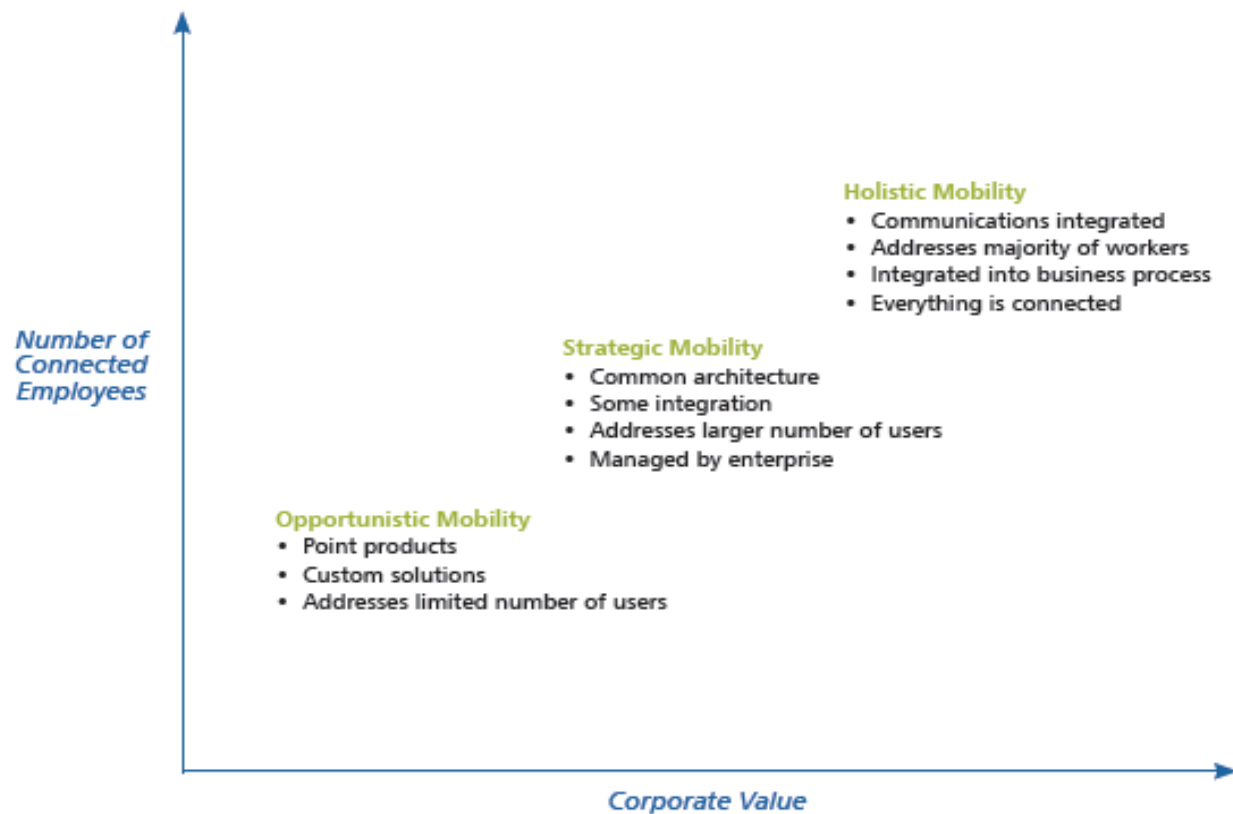 Holistic Mobility
• Communications integrated
• Addresses majority of workers
• Integrated into business process
• Everything is connected
Number of
Connected
Employees
Strategic Mobility
• Common architecture
• Some integration
• Addresses larger number of users
• Managed by enterprise
Opportunistic Mobility
• Point products
• Custom solutions
• Addresses limited number of users
Corporate Value